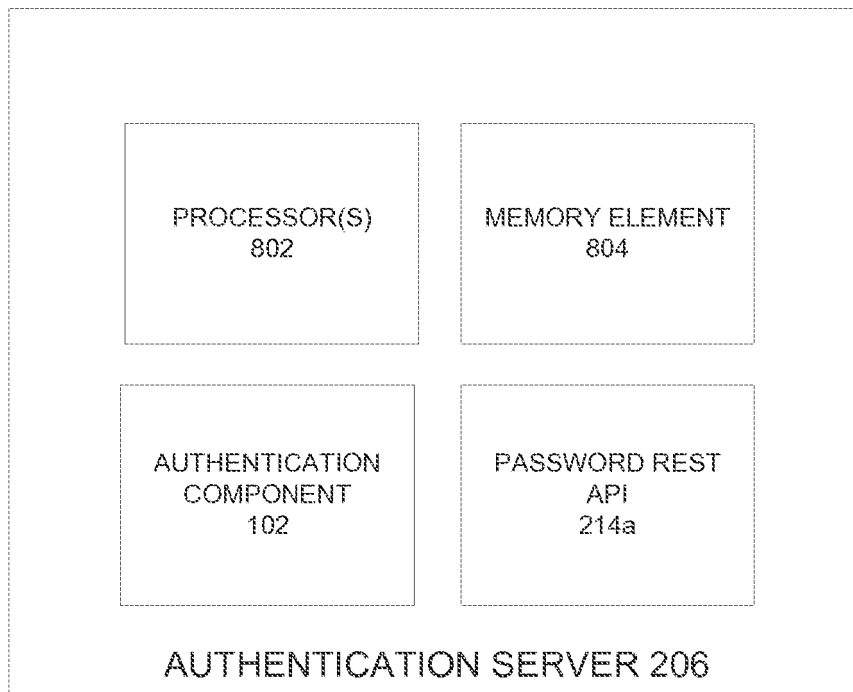 PROCESSOR(S)
802
MEMORY ELEMENT
804
AUTHENTICATION
COMPONENT
102
PASSWORD REST
API
214a
AUTHENTICATION SERVER 206